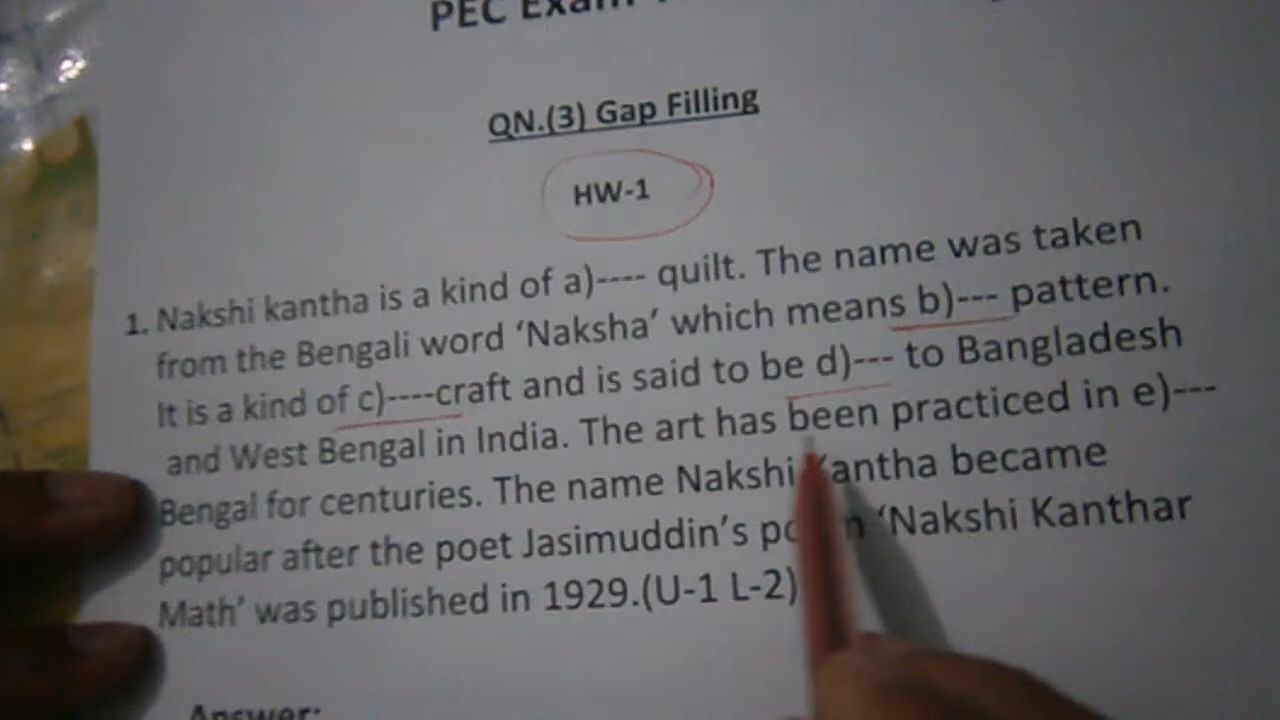 PEC Exam
QN.(3) Gap Filling
HW-1
1. Nakshi kantha is a kind of a)---- quilt. The name was taken
from the Bengali word ‘Naksha’ which means b)--- pattern.
It is a kind of c)----craft and is said to be d)--- to Bangladesh
and West Bengal in India. The art has been practiced in e)---
Bengal for centuries. The name Nakshi Kantha became
popular after the poet Jasimuddin’s ‘Nakshi Kanthar
Math’ was published in 1929.(U-1 L-2)
Answer: